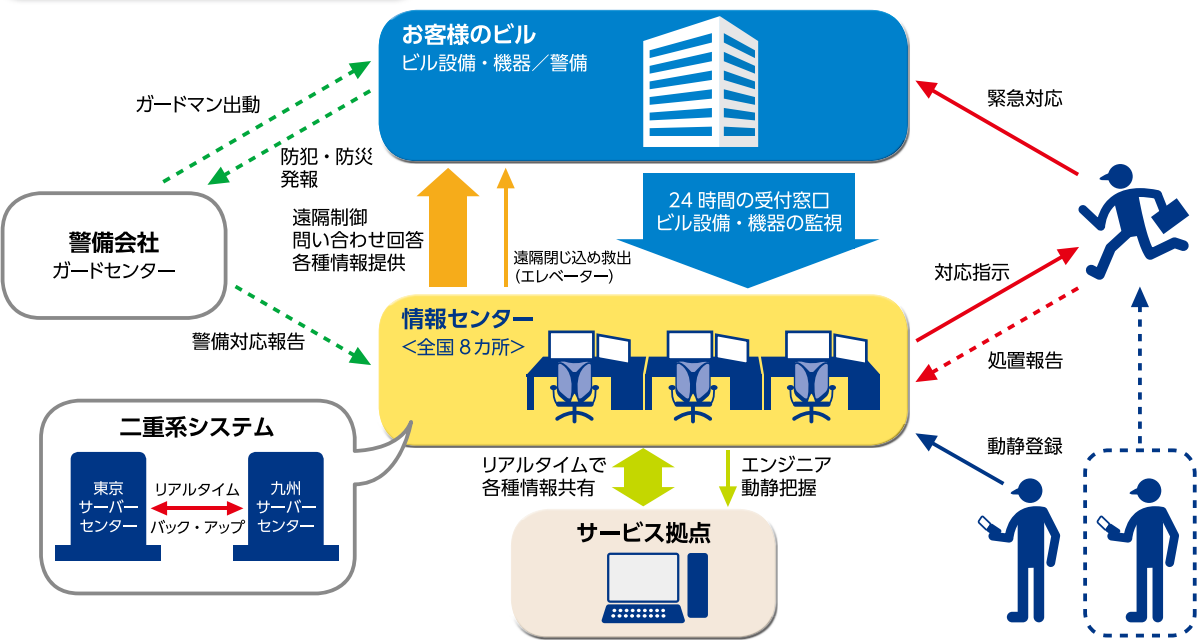 お客様のビル
ビル設備・機器／警備
ガードマン出動
防犯・防災
発報
緊急対応
警備会社
ガードセンター
遠隔制御
問い合わせ回答
各種情報提供
遠隔閉じ込め救出
(エレベーター)
24 時間の受付窓口
ビル設備・機器の監視
対応指示
警備対応報告
情報センター
＜全国 8 カ所＞
処置報告
二重系システム
東京
サーバー
センター
リアルタイム
バック・アップ
九州
サーバー
センター
リアルタイムで
各種情報共有
エンジニア
動静把握
動静登録
サービス拠点